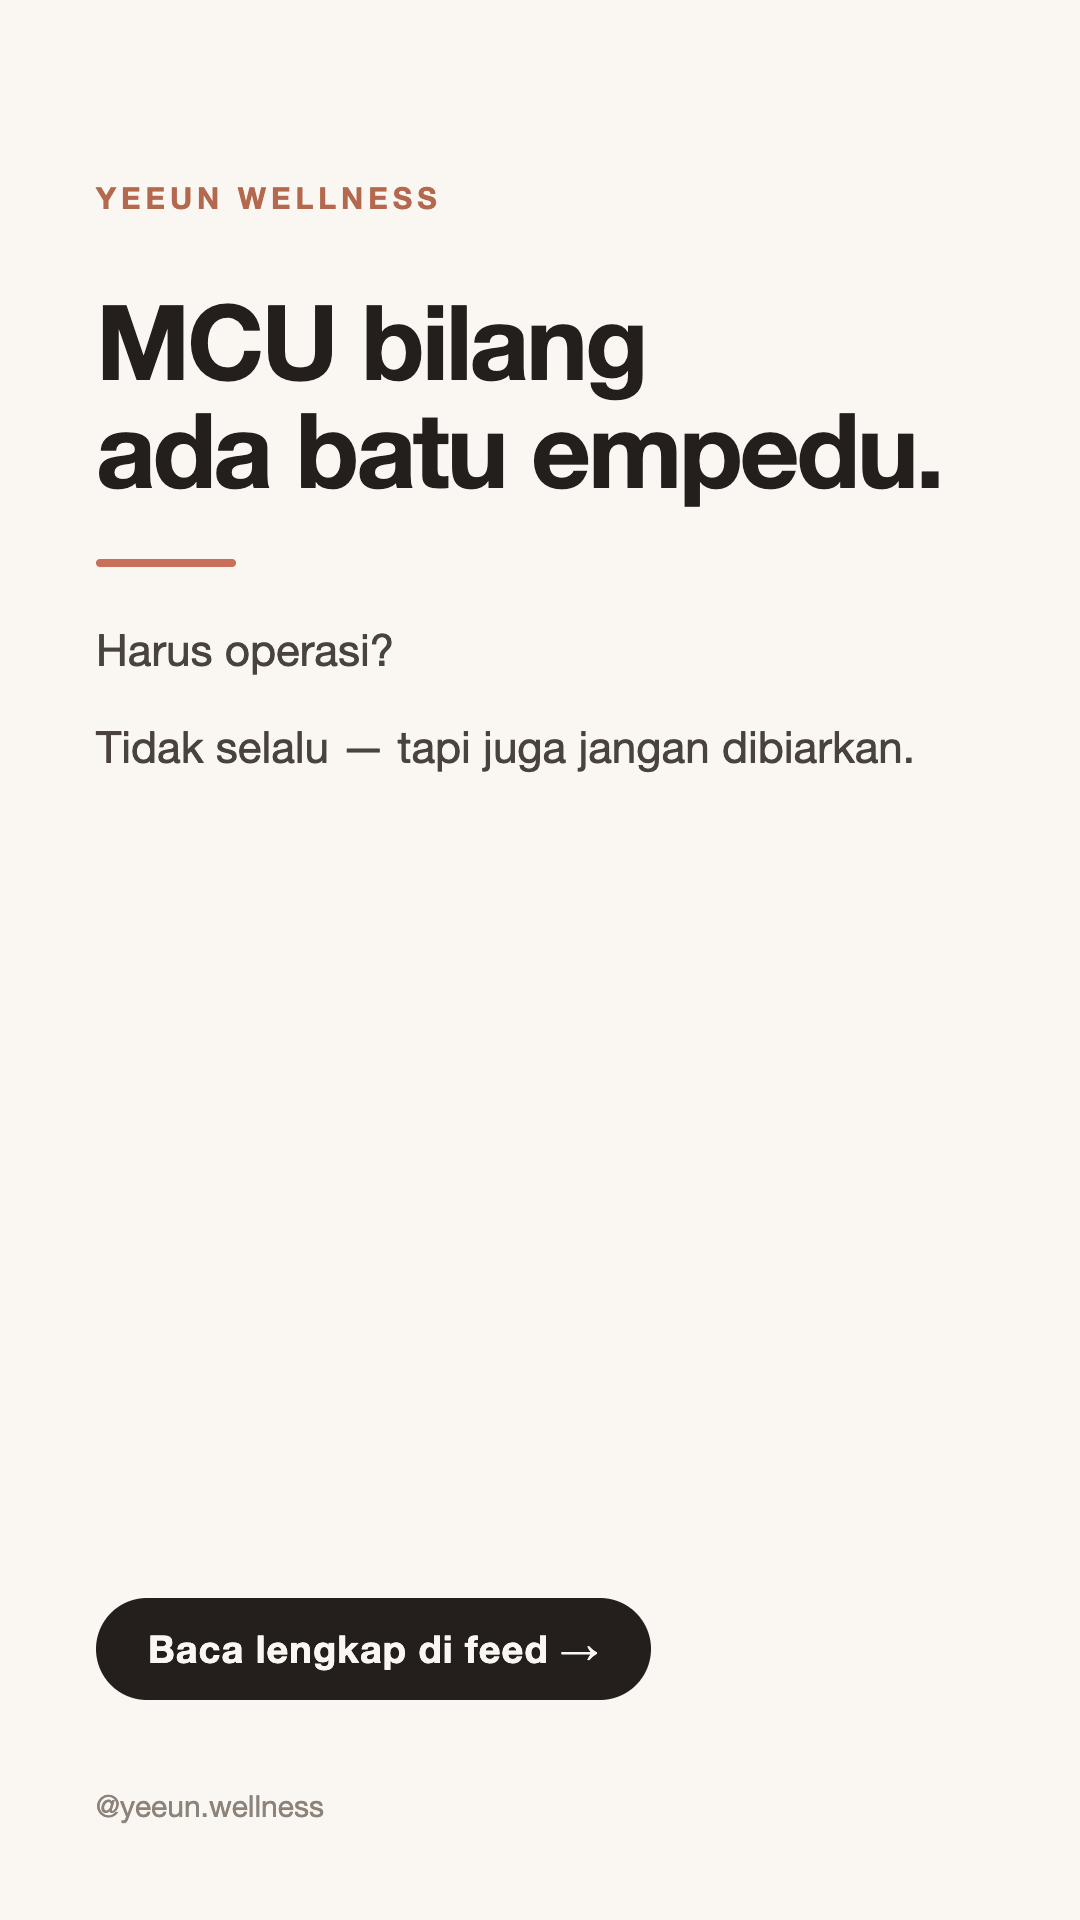 YEEUN WELLNESS
MCU bilang
ada batu empedu.
Harus operasi?
Tidak selalu — tapi juga jangan dibiarkan.
Baca lengkap di feed →
@yeeun.wellness